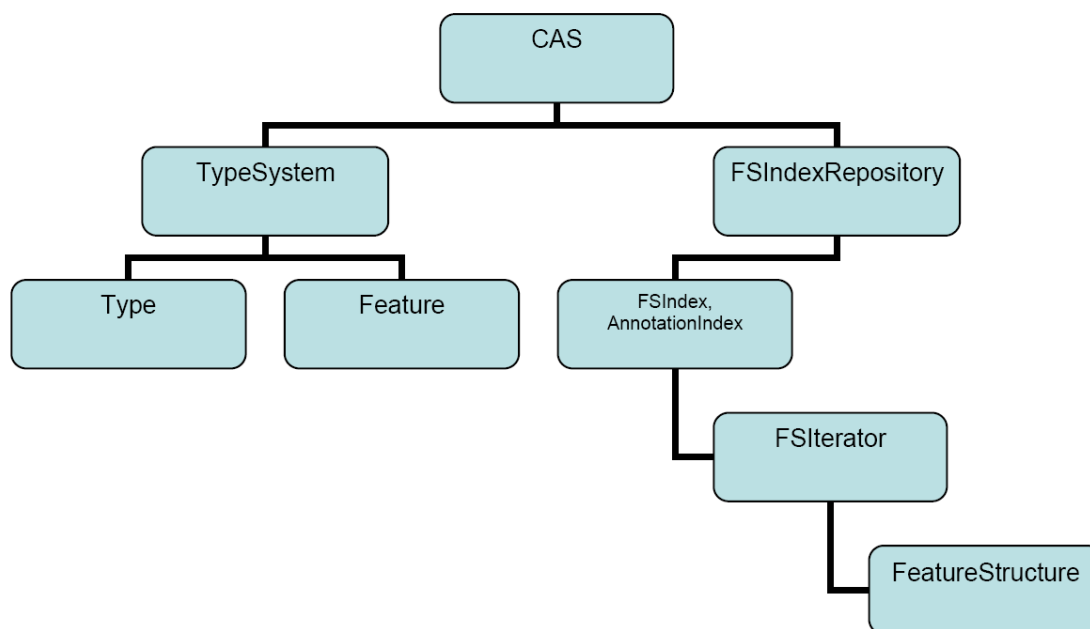 CAS
TypeSystem
FSIndexRepository
Type
Feature
FSIndex,
AnnotationIndex
FSIterator
FeatureStructure